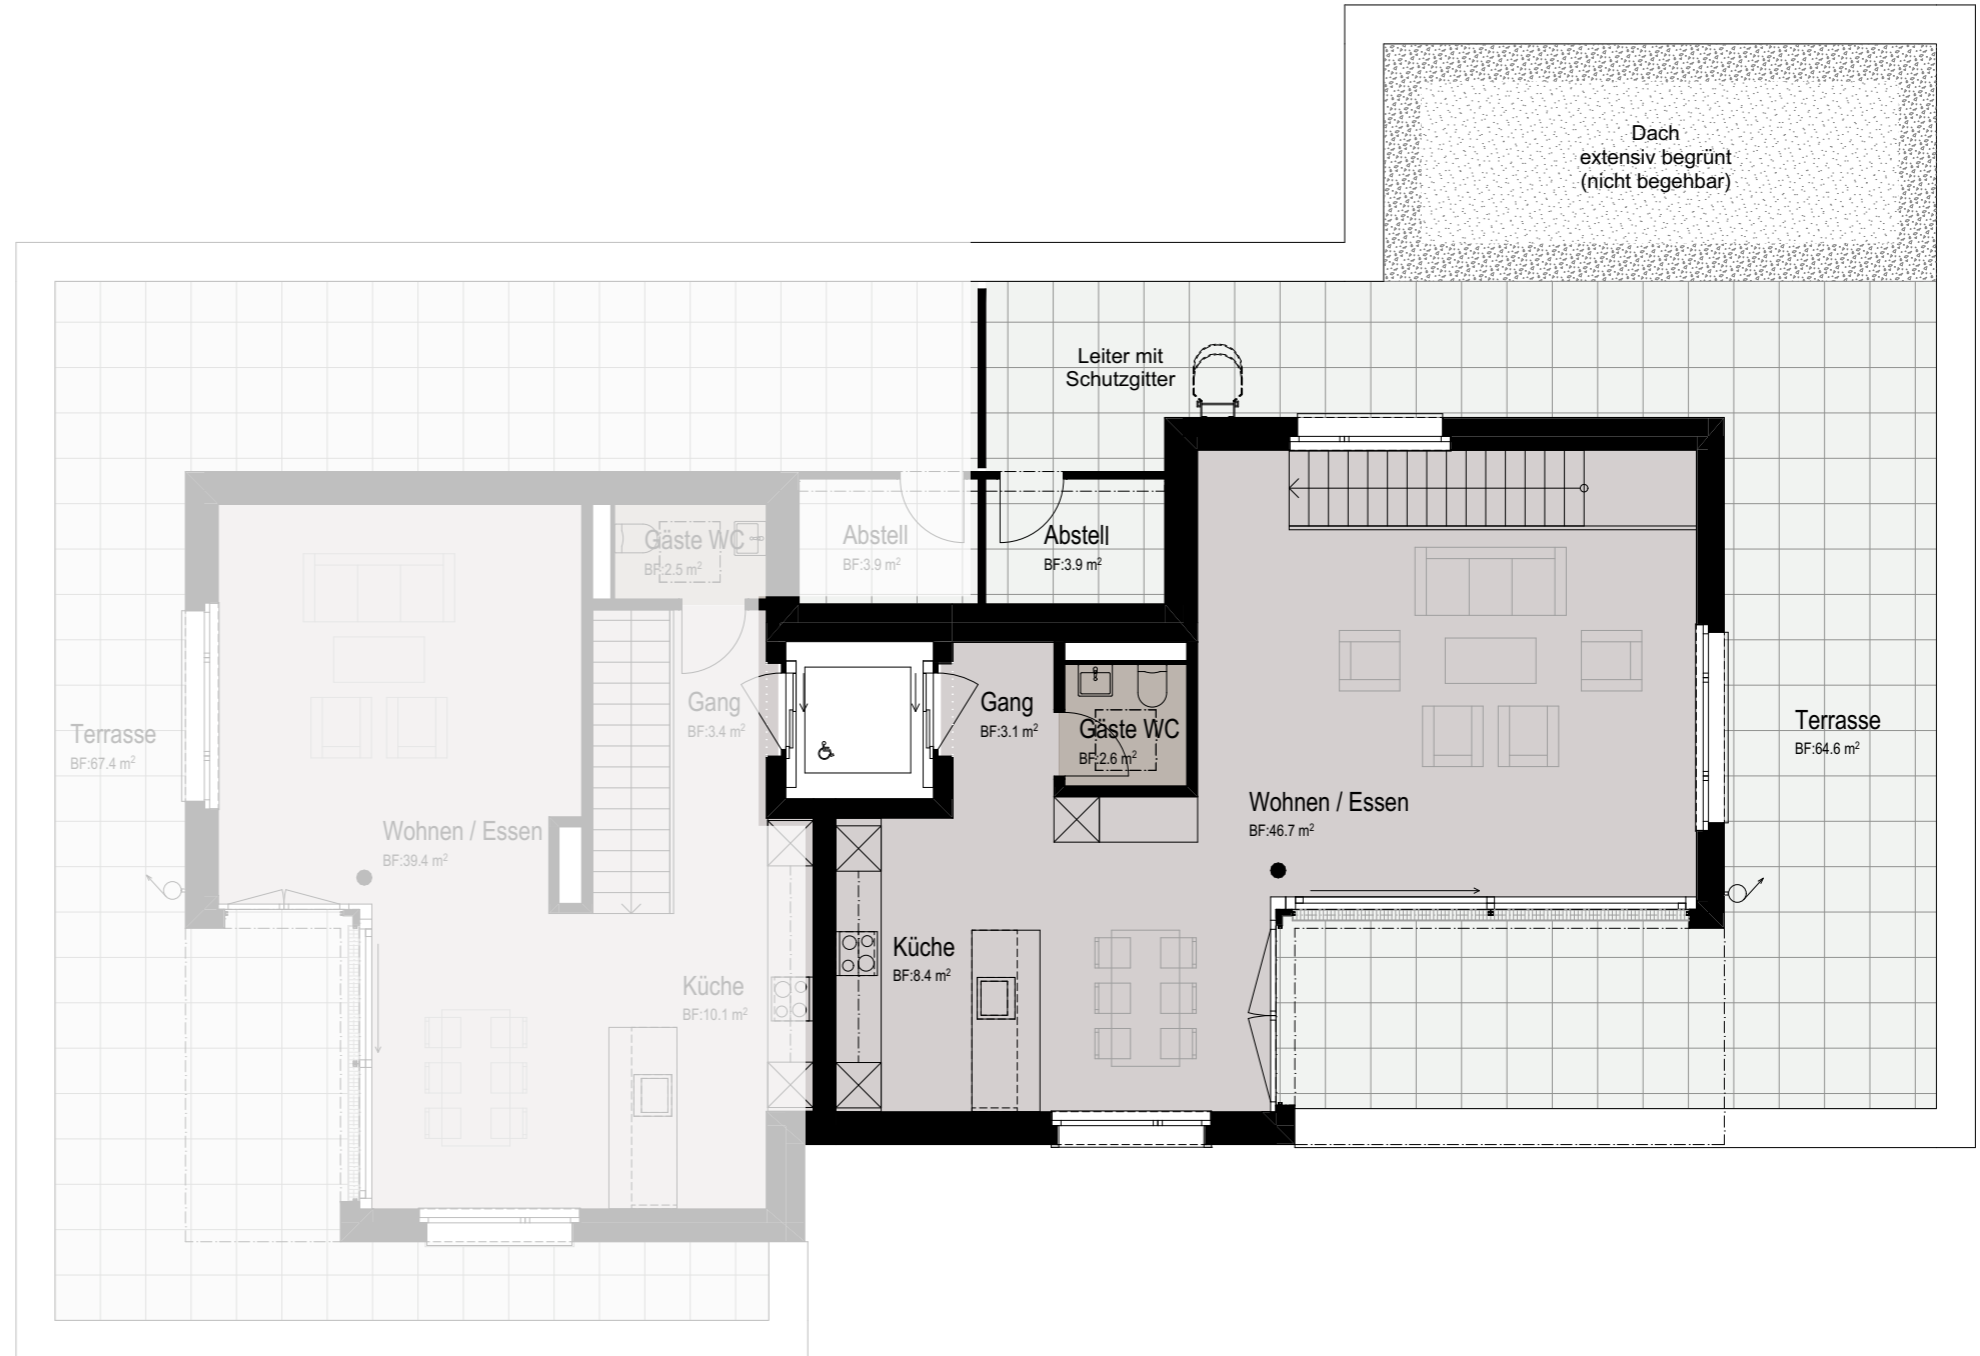 Dach
extensiv begrünt
(nicht begehbar)
Leiter mit
Schutzgitter
Gäste WC
BF:2.5 m²
Abstell
BF:3.9 m²
Abstell
BF:3.9 m²
Gang
BF:3.4 m²
Gang
BF:3.1 m²
Gäste WC
BF:2.6 m²
Terrasse
BF:67.4 m²
Terrasse
BF:64.6 m²
Wohnen / Essen
BF:39.4 m²
Wohnen / Essen
BF:46.7 m²
Küche
BF:10.1 m²
Küche
BF:8.4 m²